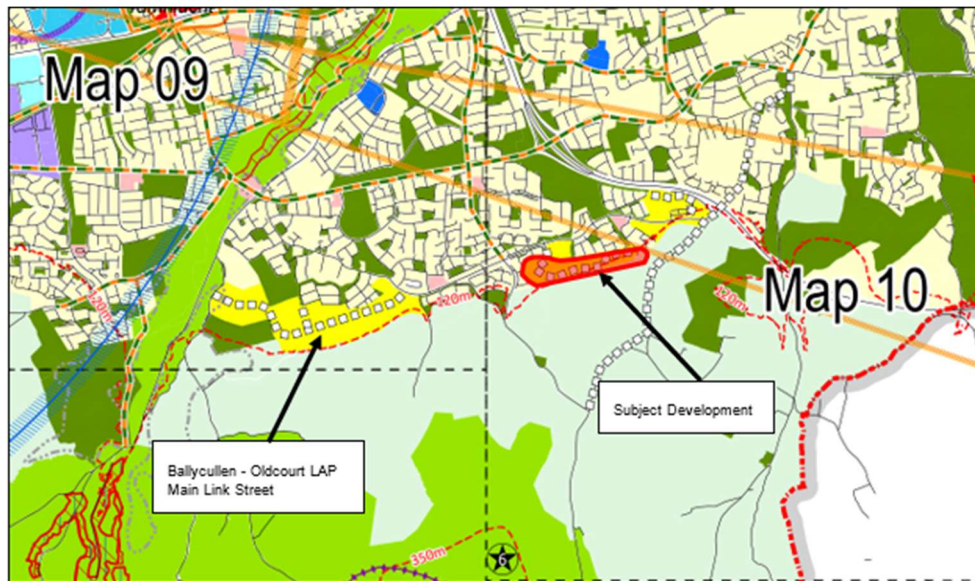 Map 09
Map 10
120m
120m
120m
Subject Development
Ballycullen - Oldcourt LAP
Main Link Street
350m
6